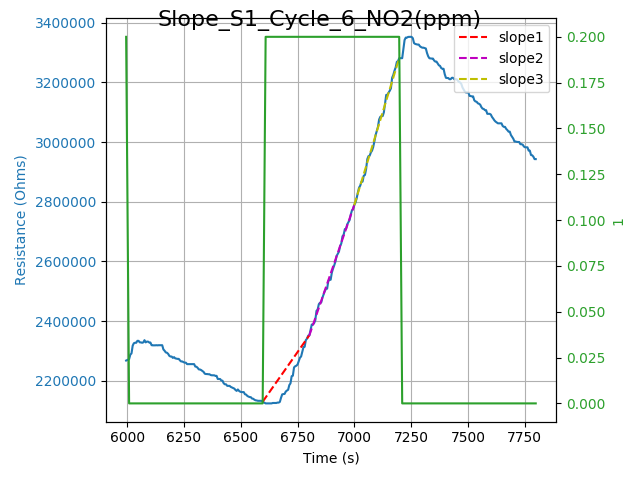 Slope_S1_Cycle_6_NO2(ppm)
slope1
slope2
slope3
3400000
3200000
3000000
2800000
2600000
2400000
2200000
Resistance (Ohms)
0.200
0.175
0.150
0.125
0.100
0.075
0.050
0.025
0.000
1
6000 6250 6500 6750 7000 7250 7500 7750
Time (s)